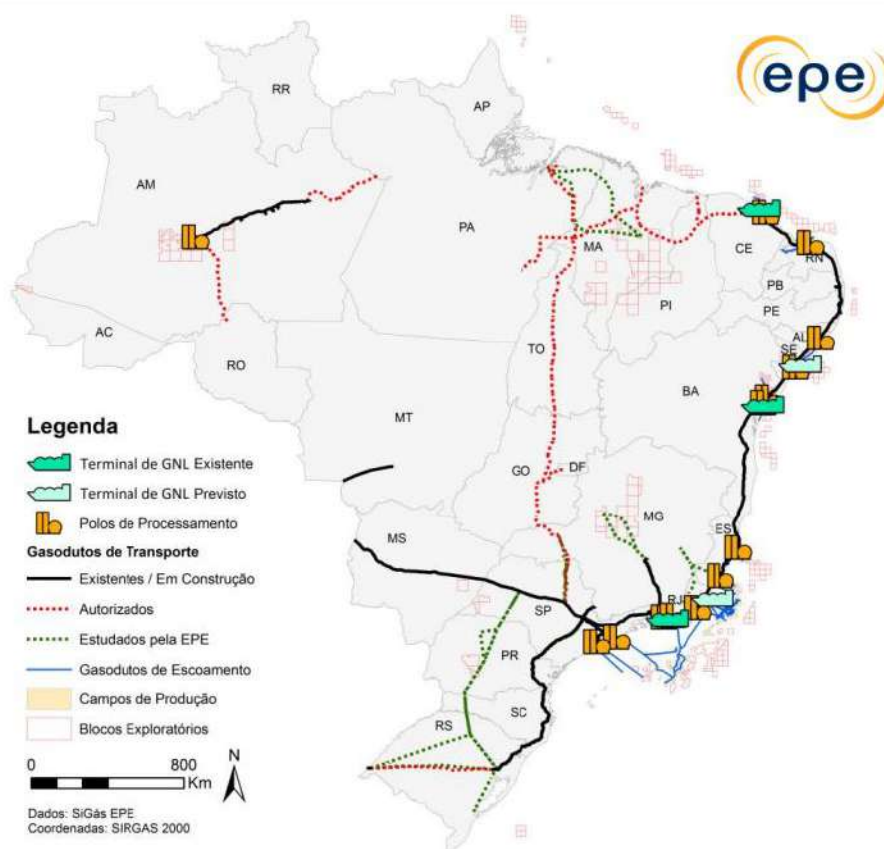 epe
RR
AP
AM
PA
MA
CE
RN
PB
PE
PI
AL
SE
AC
RO
TO
BA
MT
GO
DF
MG
ES
MS
SP
RJ
PR
SC
RS
Legenda
Terminal de GNL Existente
Terminal de GNL Previsto
Polos de Processamento
Gasodutos de Transporte
Existentes / Em Construção
Autorizados
Estudados pela EPE
Gasodutos de Escoamento
Campos de Produção
Blocos Exploratórios
0 800
Km
N
Dados: SiGás EPE
Coordenadas: SIRGAS 2000